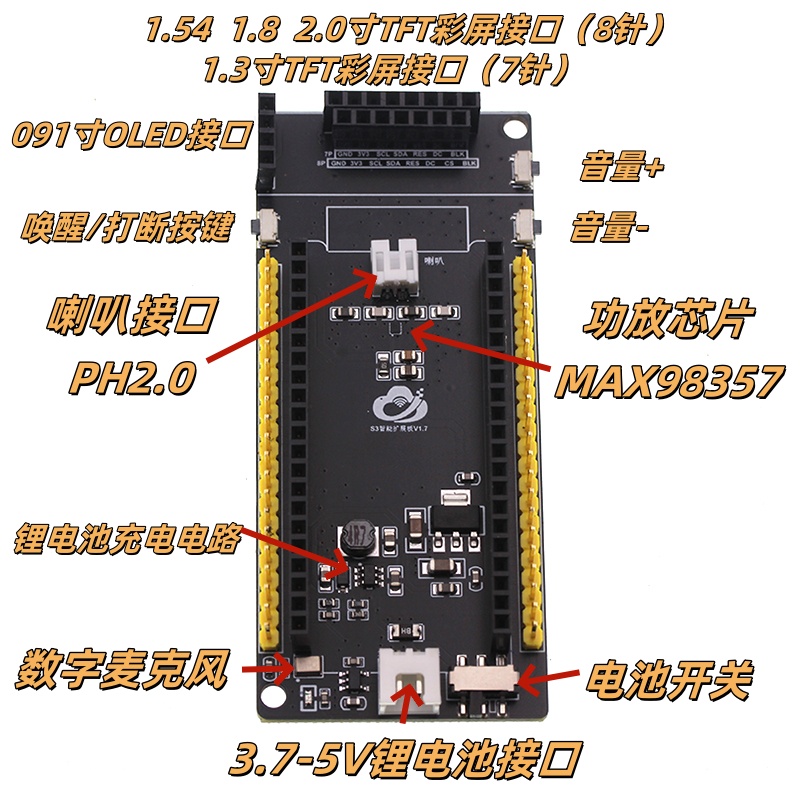 1.54 1.8 2.0寸TFT彩屏接口（8针）
1.3寸TFT彩屏接口（7针）
091寸OLED接口
7P GND 3V3 SCL SDA RES DC BLK
8P GND 3V3 SCL SDA RES DC CS BLK
音量+
唤醒/打断按键
音量-
喇叭
喇叭接口
PH2.0
功放芯片
MAX98357
S3智能扩展板V1.7
锂电池充电电路
4.7
BH
数字麦克风
电池开关
3.7-5V锂电池接口